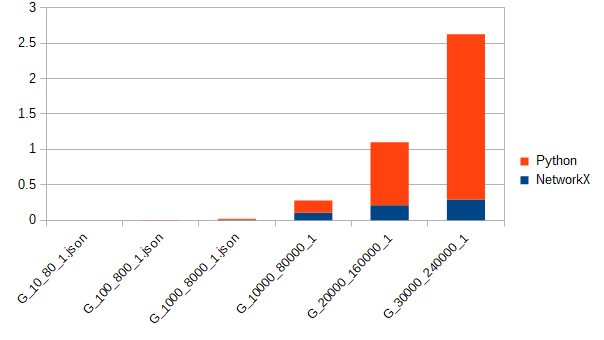 3
2.5
2
1.5
1
0.5
0
Python
NetworkX
G_10_80_1.json
G_100_800_1.json
G_1000_8000_1.json
G_10000_80000_1
G_20000_160000_1
G_30000_240000_1